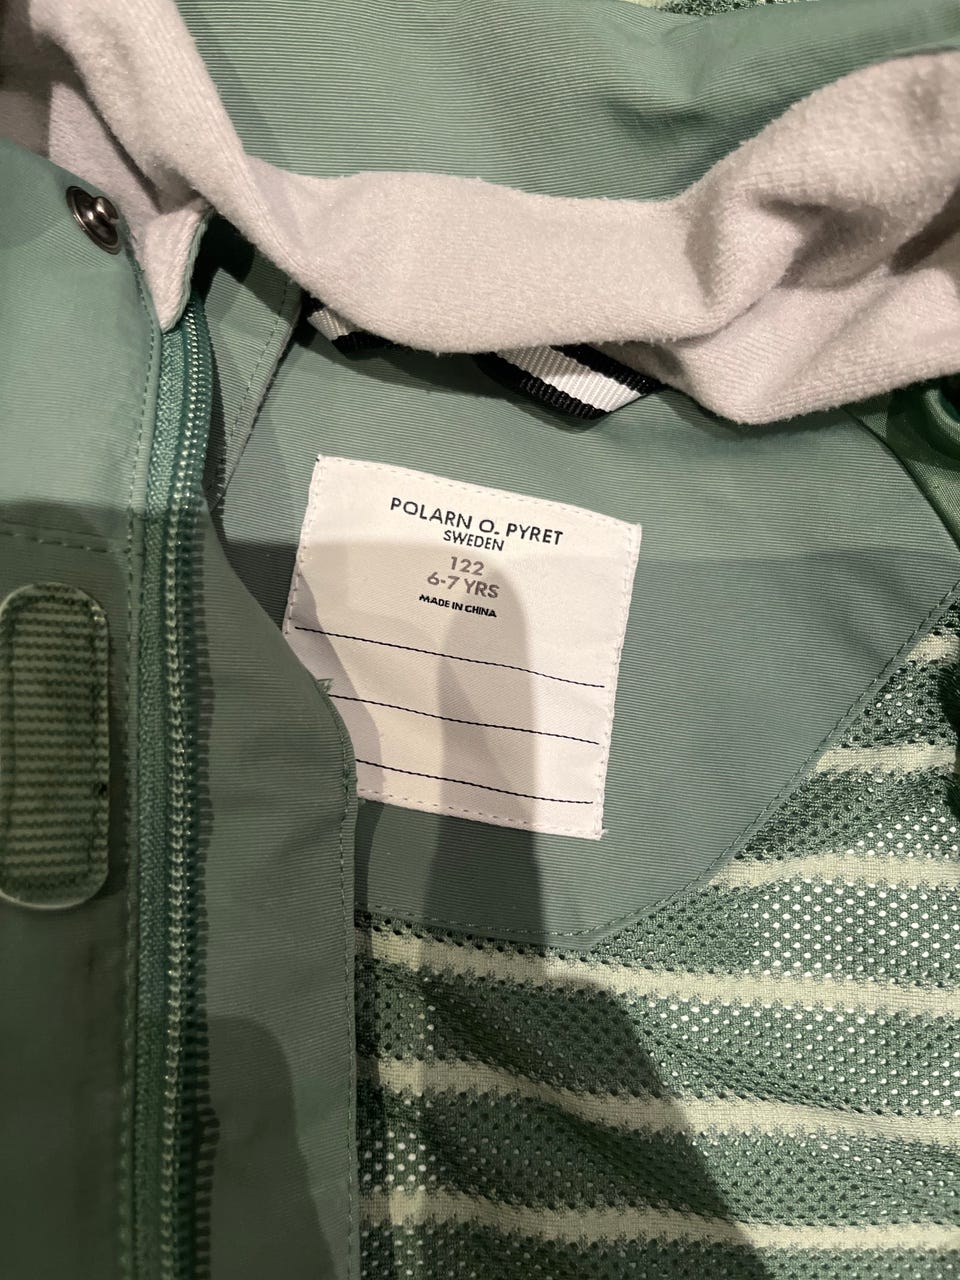 POLARN O. PYRET
SWEDEN
122
6-7 YRS
MADE IN CHINA